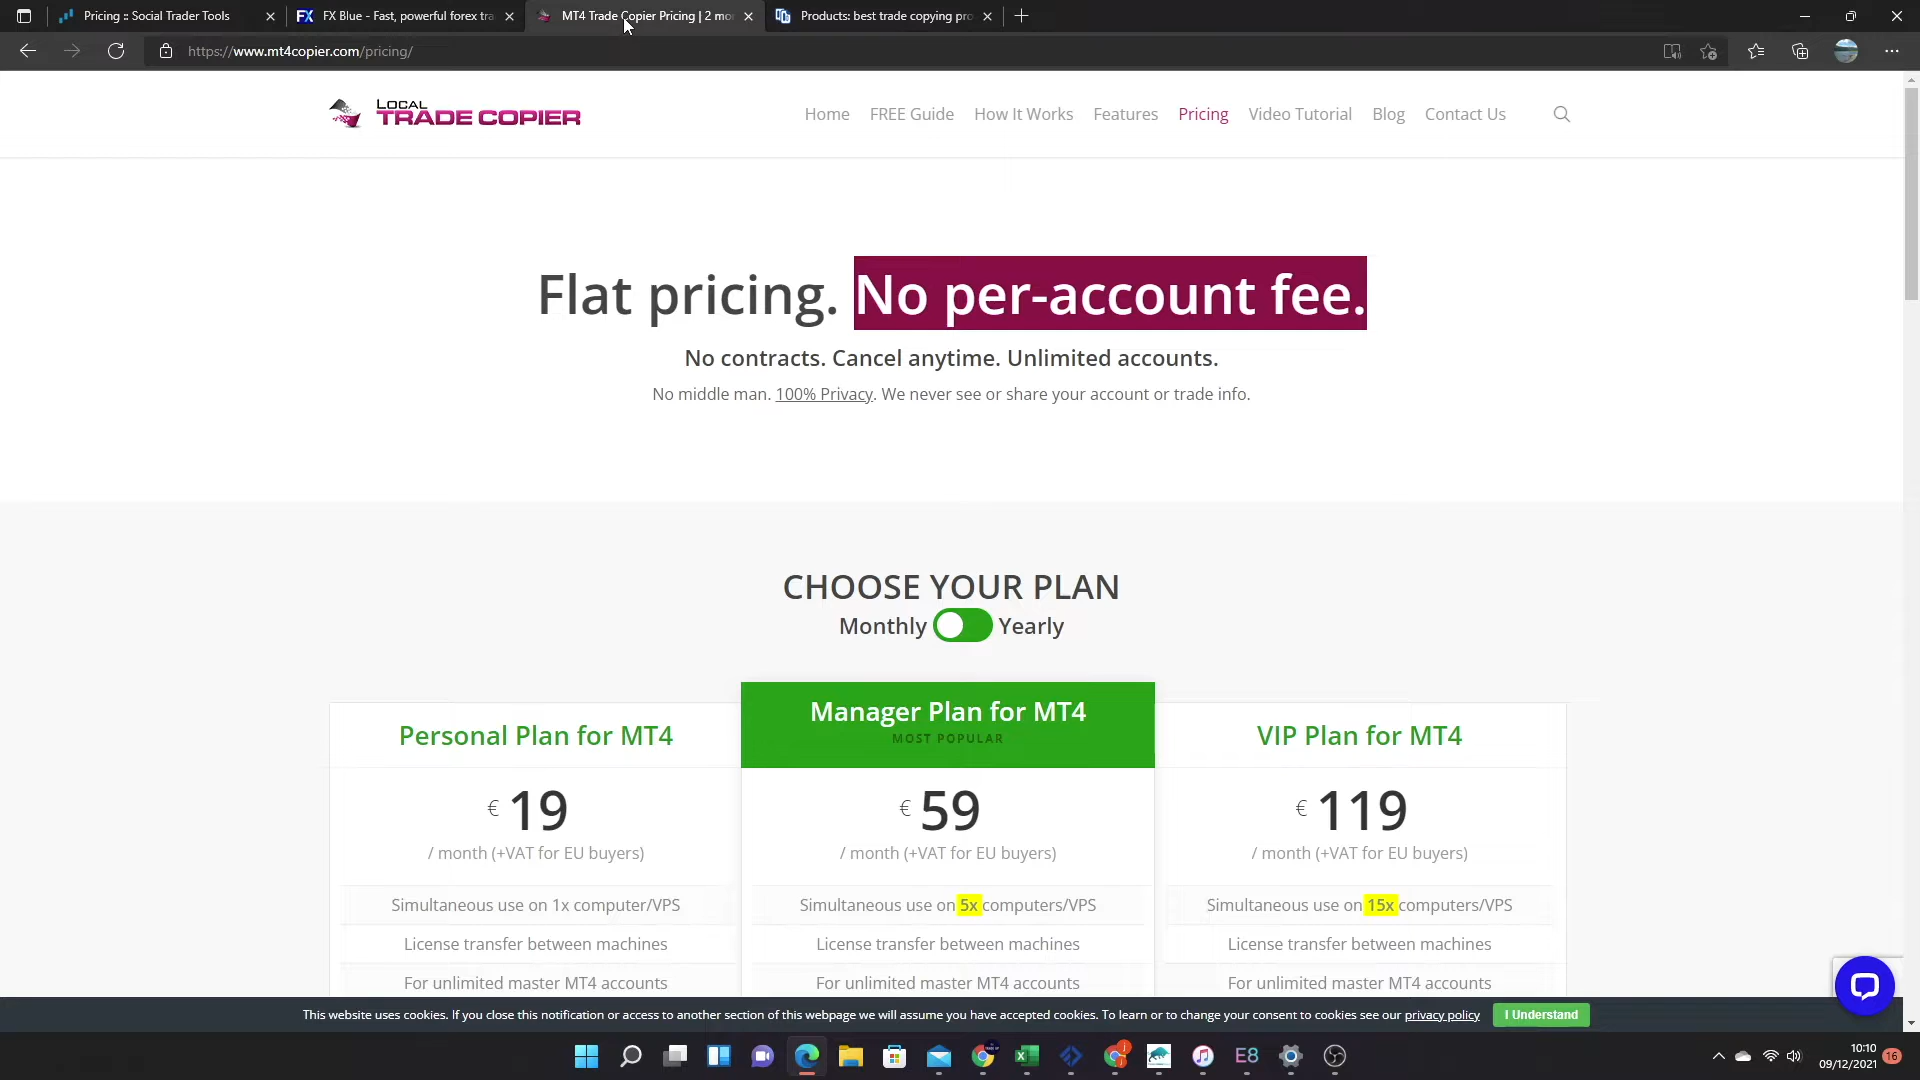 Pricing :: Social Trader Tools
FX Blue - Fast, powerful forex tra
MT4 Trade Copier Pricing | 2 mo
Products: best trade copying pro
https://www.mt4copier.com/pricing/
LOCAL
TRADE COPIER
Home FREE Guide How It Works Features Pricing Video Tutorial Blog Contact Us
Flat pricing. No per-account fee.
No contracts. Cancel anytime. Unlimited accounts.
No middle man. 100% Privacy. We never see or share your account or trade info.
CHOOSE YOUR PLAN
Monthly Yearly
Personal Plan for MT4
€ 19
/ month (+VAT for EU buyers)
Simultaneous use on 1x computer/VPS
License transfer between machines
For unlimited master MT4 accounts
Manager Plan for MT4
MOST POPULAR
€ 59
/ month (+VAT for EU buyers)
Simultaneous use on 5x computers/VPS
License transfer between machines
For unlimited master MT4 accounts
VIP Plan for MT4
€ 119
/ month (+VAT for EU buyers)
Simultaneous use on 15x computers/VPS
License transfer between machines
For unlimited master MT4 accounts
This website uses cookies. If you close this notification or access to another section of this webpage we will assume you have accepted cookies. To learn or to change your consent to cookies see our privacy policy
I Understand
E8
10:10
09/12/2021
16